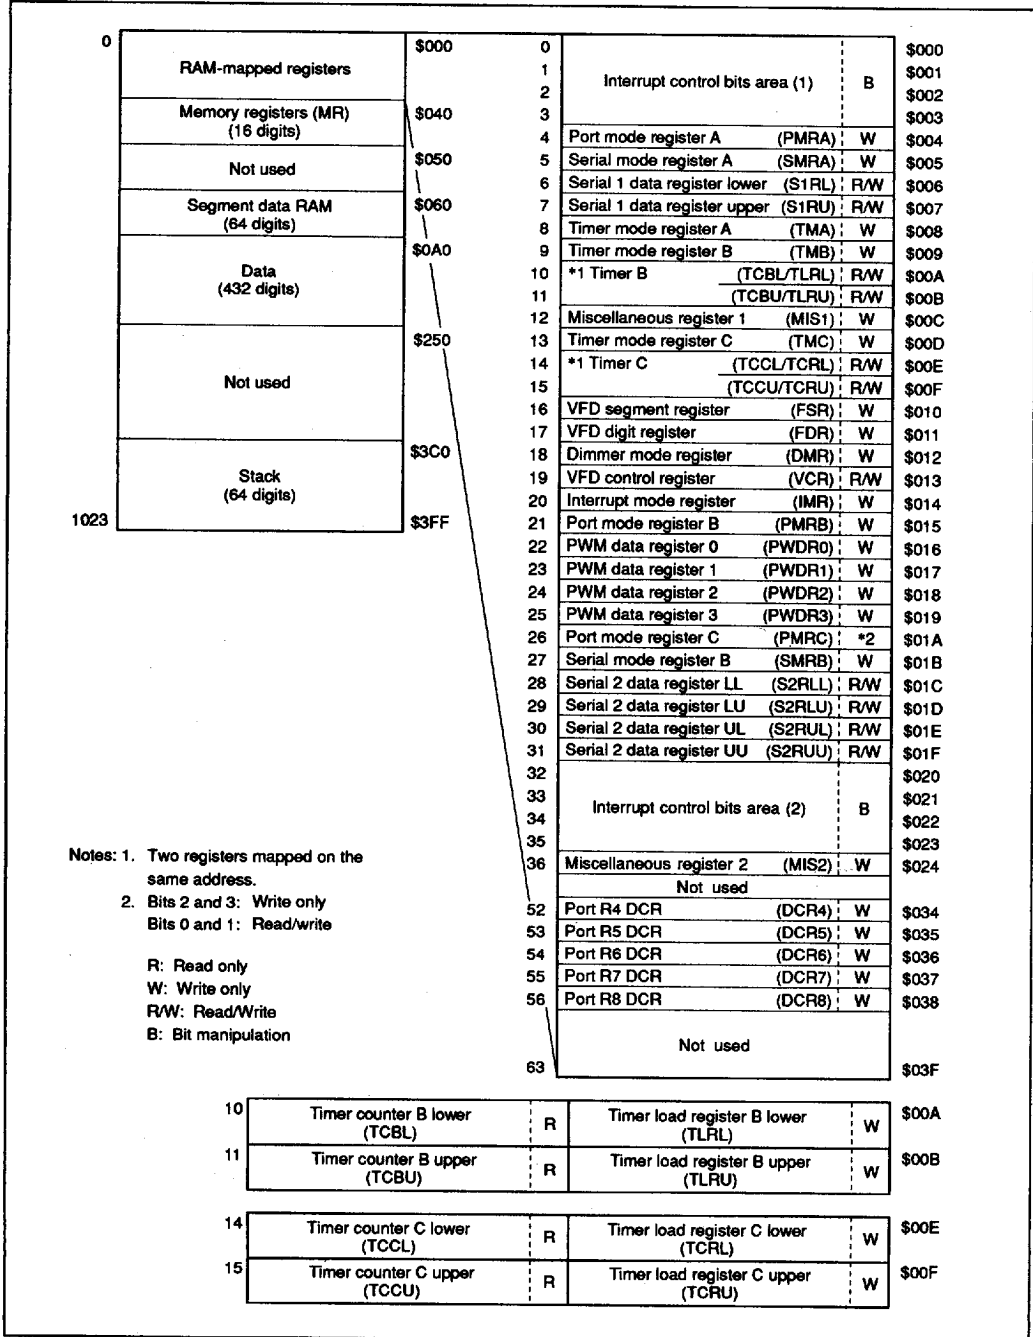 0 $000
RAM-mapped registers
Memory registers (MR) $040
(16 digits)
Not used $050
Segment data RAM $060
(64 digits)
Data $0A0
(432 digits)
$250
Not used
$3C0
Stack
(64 digits)
1023 $3FF
0 $000
1 Interrupt control bits area (1) B $001
2 $002
3 $003
4 Port mode register A (PMRA) W $004
5 Serial mode register A (SMRA) W $005
6 Serial 1 data register lower (S1RL) R/W $006
7 Serial 1 data register upper (S1RU) R/W $007
8 Timer mode register A (TMA) W $008
9 Timer mode register B (TMB) W $009
10 *1 Timer B (TCBL/TLRL) R/W $00A
11 (TCBU/TLRU) R/W $00B
12 Miscellaneous register 1 (MIS1) W $00C
13 Timer mode register C (TMC) W $00D
14 *1 Timer C (TCCL/TCRL) R/W $00E
15 (TCCU/TCRU) R/W $00F
16 VFD segment register (FSR) W $010
17 VFD digit register (FDR) W $011
18 Dimmer mode register (DMR) W $012
19 VFD control register (VCR) R/W $013
20 Interrupt mode register (IMR) W $014
21 Port mode register B (PMRB) W $015
22 PWM data register 0 (PWDR0) W $016
23 PWM data register 1 (PWDR1) W $017
24 PWM data register 2 (PWDR2) W $018
25 PWM data register 3 (PWDR3) W $019
26 Port mode register C (PMRC) *2 $01A
27 Serial mode register B (SMRB) W $01B
28 Serial 2 data register LL (S2RLL) R/W $01C
29 Serial 2 data register LU (S2RLU) R/W $01D
30 Serial 2 data register UL (S2RUL) R/W $01E
31 Serial 2 data register UU (S2RUU) R/W $01F
32 $020
33 Interrupt control bits area (2) B $021
34 $022
35 $023
36 Miscellaneous register 2 (MIS2) W $024
Not used
52 Port R4 DCR (DCR4) W $034
53 Port R5 DCR (DCR5) W $035
54 Port R6 DCR (DCR6) W $036
55 Port R7 DCR (DCR7) W $037
56 Port R8 DCR (DCR8) W $038
Not used
63 $03F
Notes: 1. Two registers mapped on the
same address.
2. Bits 2 and 3: Write only
Bits 0 and 1: Read/write
R: Read only
W: Write only
R/W: Read/Write
B: Bit manipulation
10 Timer counter B lower R Timer load register B lower W $00A
(TCBL) (TLRL)
11 Timer counter B upper R Timer load register B upper W $00B
(TCBU) (TLRU)
14 Timer counter C lower R Timer load register C lower W $00E
(TCCL) (TCRL)
15 Timer counter C upper R Timer load register C upper W $00F
(TCCU) (TCRU)